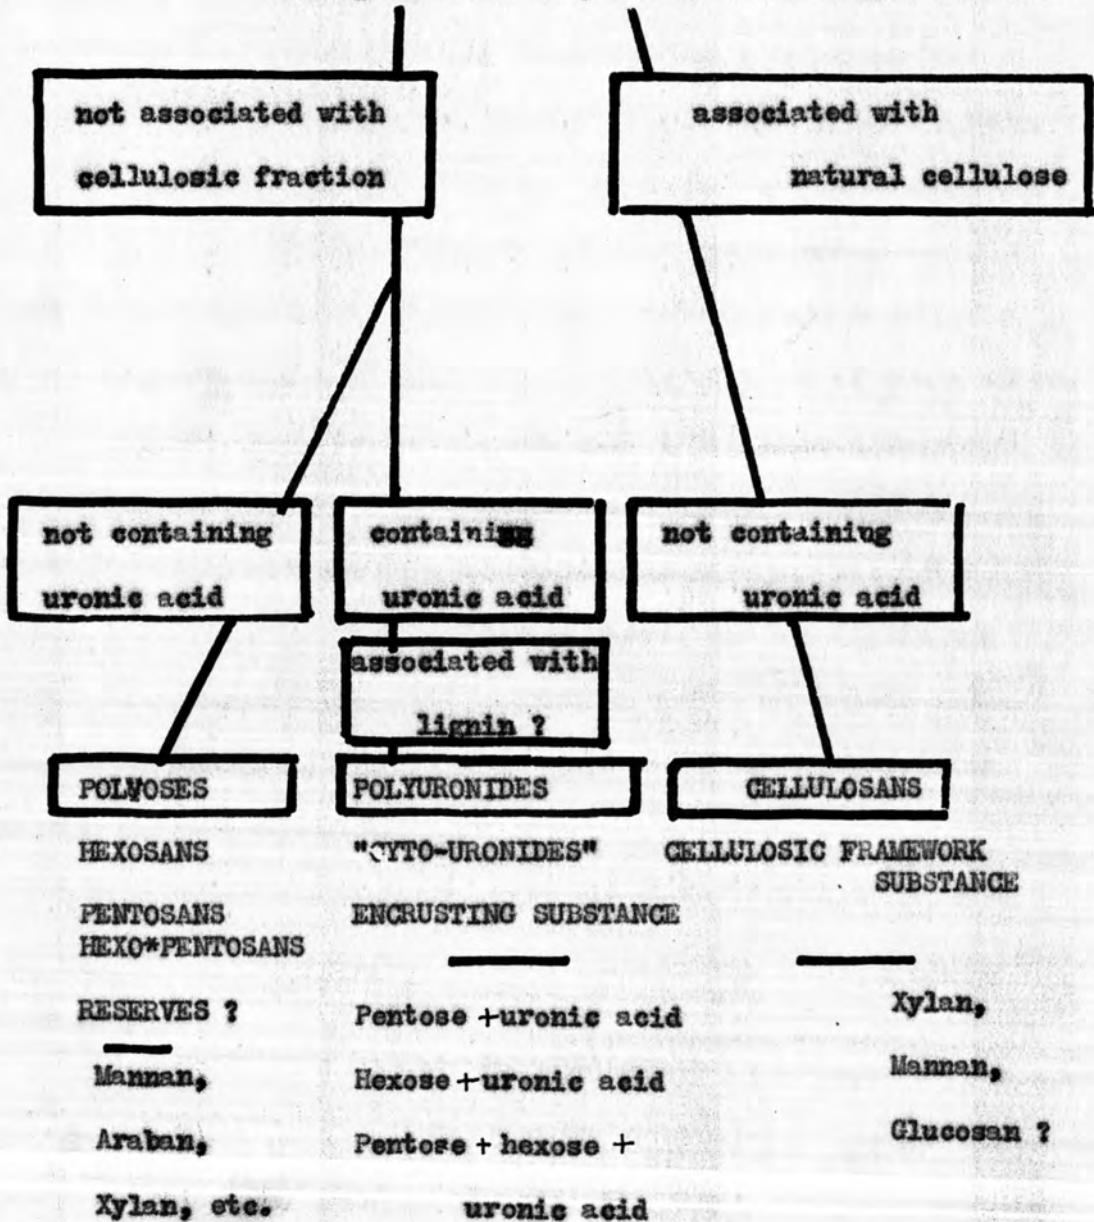 not associated with
cellulosic fraction
associated with
natural cellulose
not containing
uronic acid
containing
uronic acid
not containing
uronic acid
associated with
lignin ?
POLYOSES
POLYURONIDES
CELLULOSANS
HEXOSANS
PENTOSANS
HEXO*PENTOSANS
RESERVES ?
Mannan,
Araban,
Xylan, etc.
"CYTO-URONIDES"
ENCRUSTING SUBSTANCE
Pentose +uronic acid
Hexose +uronic acid
Pentose + hexose +
uronic acid
CELLULOSIC FRAMEWORK
SUBSTANCE
Xylan,
Mannan,
Glucosan ?